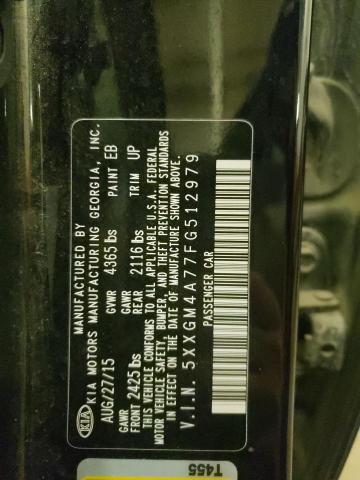 KIA
MANUFACTURED BY
KIA MOTORS MANUFACTURING GEORGIA, INC.
AUG/27/15 GVWR 4365 lbs PAINT EB
GAWR FRONT 2425 lbs GAWR REAR 2116 lbs TRIM UP
THIS VEHICLE CONFORMS TO ALL APPLICABLE U.S.A. FEDERAL
MOTOR VEHICLE SAFETY, BUMPER, AND THEFT PREVENTION STANDARDS
IN EFFECT ON THE DATE OF MANUFACTURE SHOWN ABOVE.
V.I.N. 5XXGM4A77FG512979
PASSENGER CAR
T455